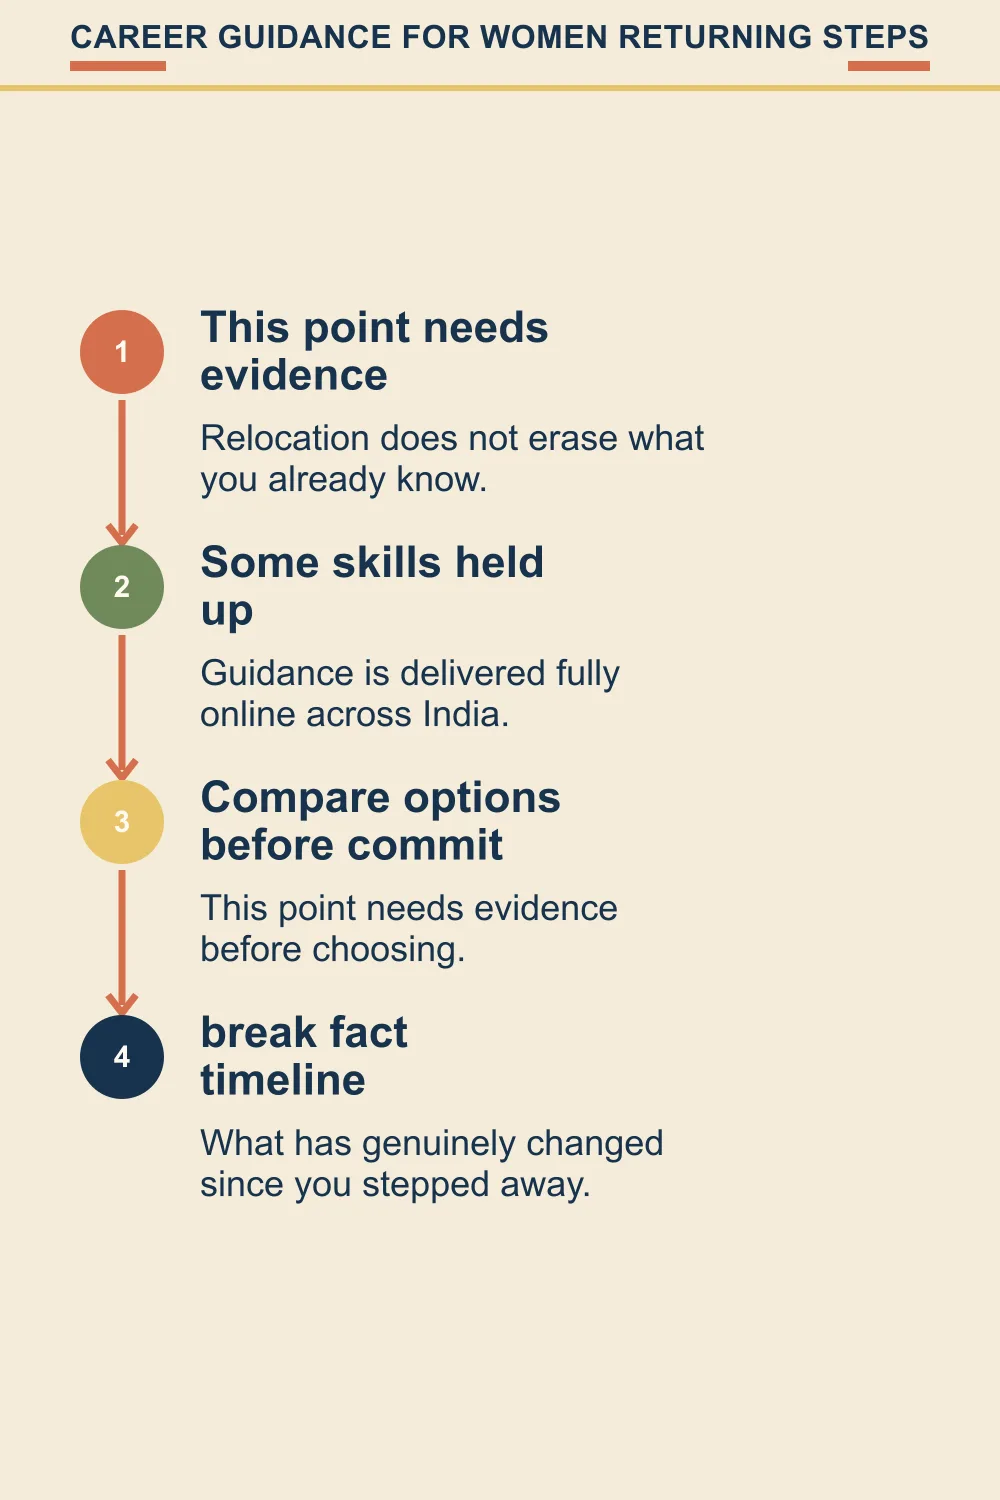 CAREER GUIDANCE FOR WOMEN RETURNING STEPS
1
This point needs
evidence
Relocation does not erase what
you already know.
2
Some skills held
up
Guidance is delivered fully
online across India.
3
Compare options
before commit
This point needs evidence
before choosing.
4
break fact
timeline
What has genuinely changed
since you stepped away.